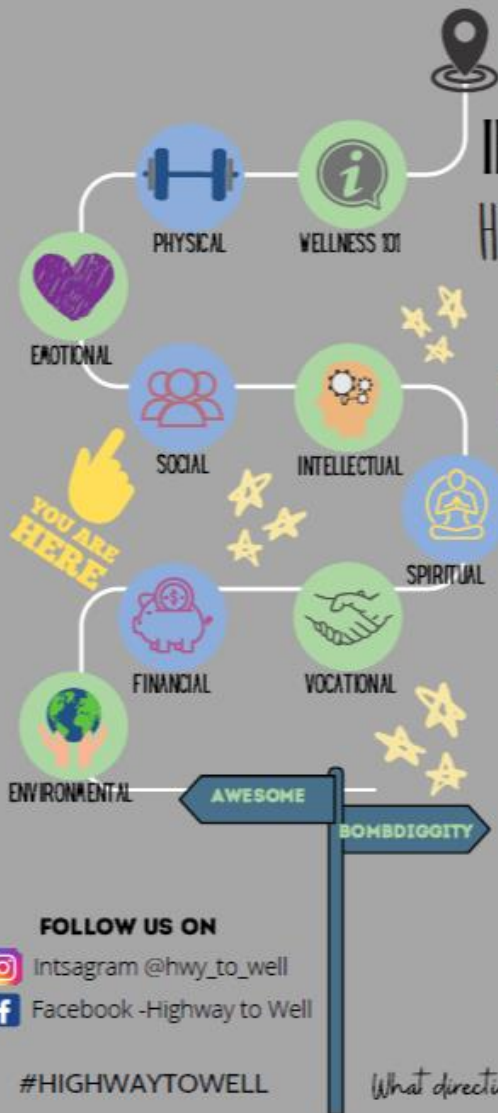 PHYSICAL
WELLNESS 101
EMOTIONAL
SOCIAL
INTELLECTUAL
YOU ARE
HERE
SPIRITUAL
FINANCIAL
VOCATIONAL
ENVIRONMENTAL
AWESOME
BOMBDIGGITY
FOLLOW US ON
Intsagram @hwy_to_well
Facebook -Highway to Well
#HIGHWAYTOWELL
What